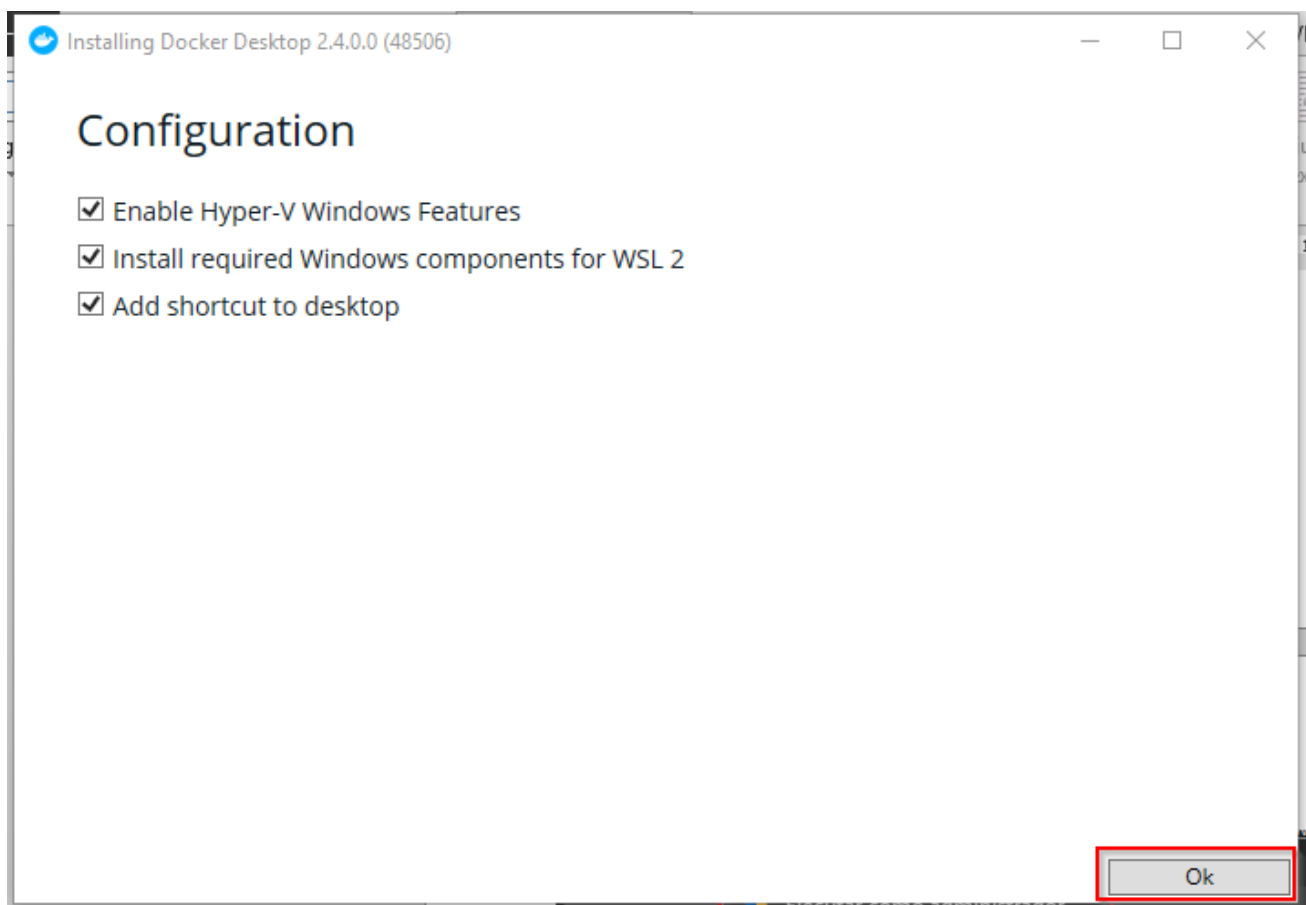 Installing Docker Desktop 2.4.0.0 (48506)
Configuration
Enable Hyper-V Windows Features
Install required Windows components for WSL 2
Add shortcut to desktop
Ok